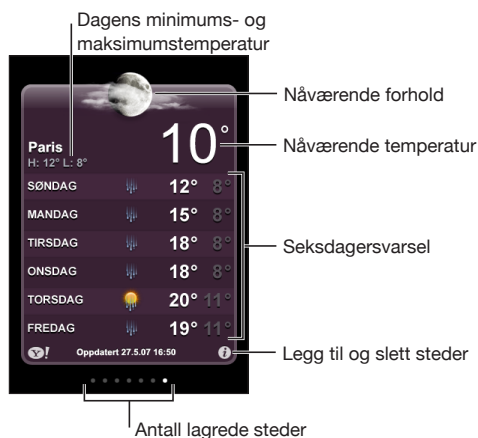 Dagens minimums- og
maksimumstemperatur
Nåværende forhold
10°
Nåværende temperatur
Paris
H: 12° L: 8°
SØNDAG 12° 8°
MANDAG 15° 8°
TIRSDAG 18° 8°
Seksdagersvarsel
ONSDAG 18° 8°
TORSDAG 20° 11°
FREDAG 19° 11°
Y! Oppdatert 27.5.07 16:50 i
Legg til og slett steder
Antall lagrede steder